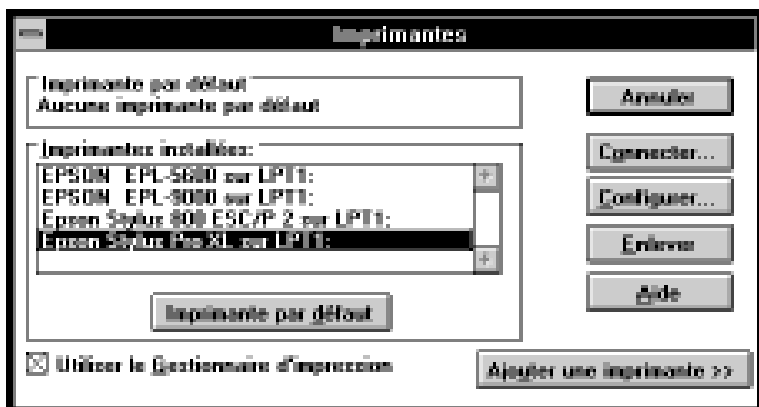 Imprimantes
Imprimante par défaut
Aucune imprimante par défaut
Annuler
Imprimantes installées:
Connecter...
EPSON EPL-5600 sur LPT1:
EPSON EPL-9000 sur LPT1:
Configurer...
Epson Stylus 800 ESC/P 2 sur LPT1:
Epson Stylus Pro XL sur LPT1:
Enlever
Aide
Imprimante par défaut
Utiliser le Gestionnaire d'impression
Ajouter une imprimante >>